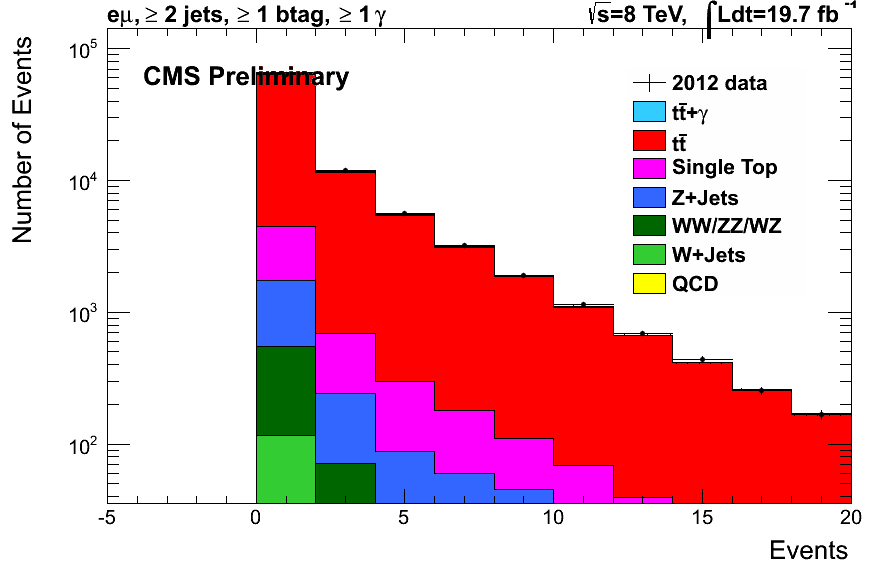 eμ, ≥ 2 jets, ≥ 1 btag, ≥ 1 γ
√s=8 TeV, ∫Ldt=19.7 fb⁻¹
Number of Events
10⁵
10⁴
10³
10²
CMS Preliminary
2012 data
tt̄+γ
tt̄
Single Top
Z+Jets
WW/ZZ/WZ
W+Jets
QCD
-5 0 5 10 15 20
Events